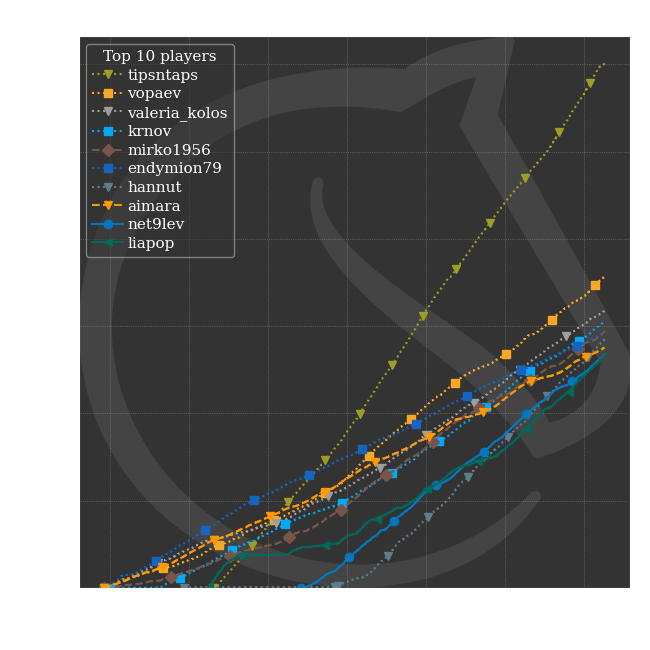 Top 10 players
tipsntaps
vopaev
valeria_kolos
krnov
mirko1956
endymion79
hannut
aimara
net9lev
liapop